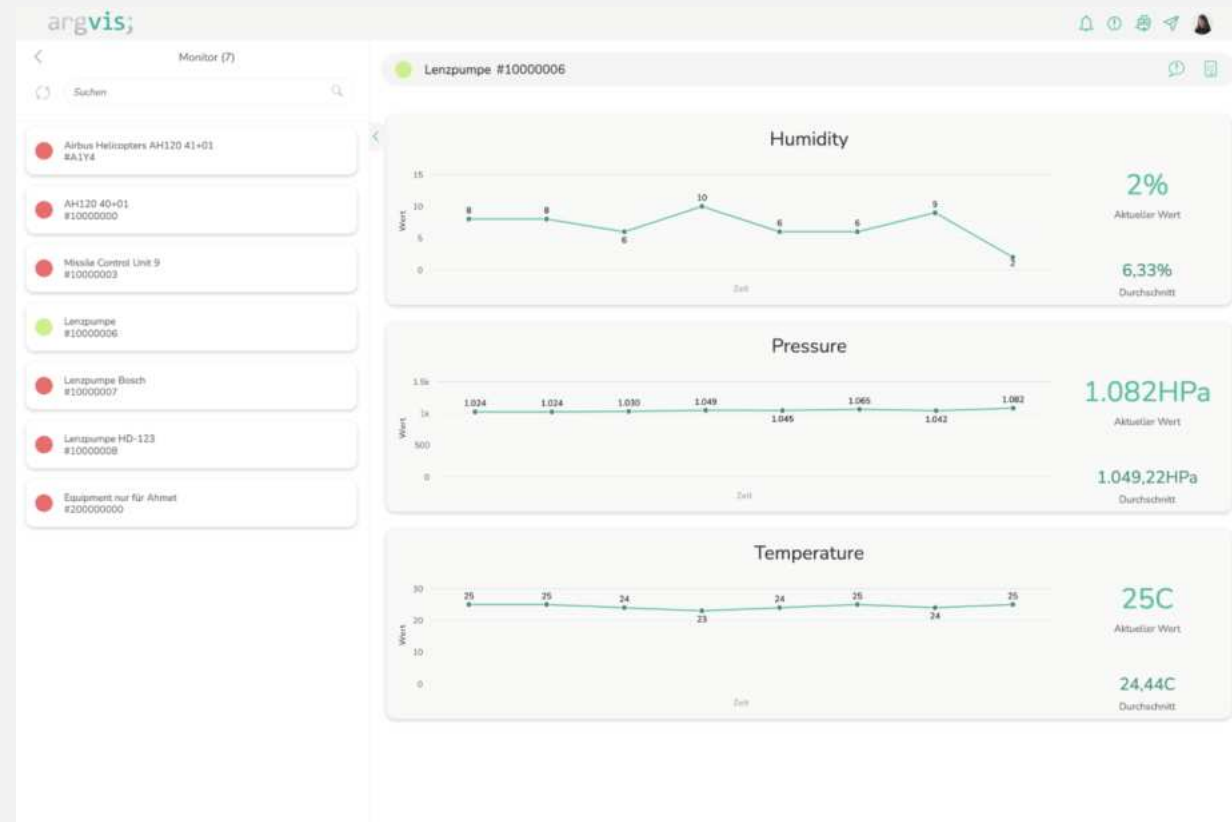 argvis;
Monitor (7)
Suchen
Airbus Helicopters AH120 41+01
#A1Y4
AH120 40+01
#10000000
Missile Control Unit 9
#10000003
Lenzpumpe
#10000006
Lenzpumpe Bosch
#10000007
Lenzpumpe HD-123
#10000008
Equipment nur für Ahmet
#200000000
Lenzpumpe #10000006
Humidity
15
10
5
0
Wert
8
8
6
10
6
6
9
2
Zeit
2%
Aktueller Wert
6,33%
Durchschnitt
Pressure
1.5k
1k
500
0
Wert
1.024
1.024
1.030
1.049
1.045
1.065
1.042
1.082
Zeit
1.082HPa
Aktueller Wert
1.049,22HPa
Durchschnitt
Temperature
30
20
10
0
Wert
25
25
24
23
24
25
24
25
Zeit
25C
Aktueller Wert
24,44C
Durchschnitt